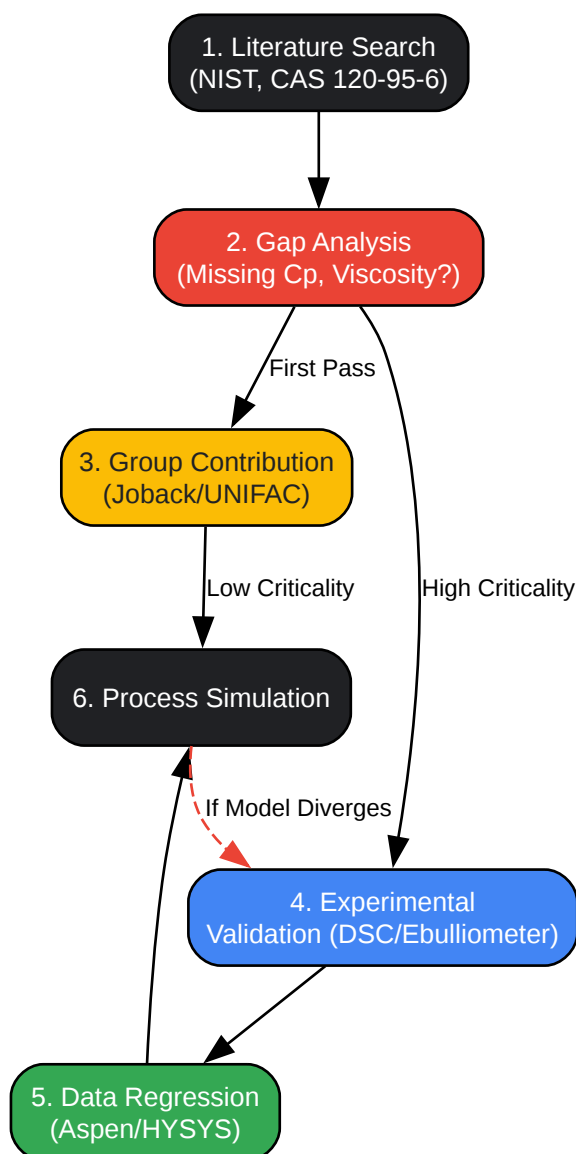 1. Literature Search
(NIST, CAS 120-95-6)
2. Gap Analysis
(Missing Cp, Viscosity?)
First Pass
3. Group Contribution
(Joback/UNIFAC)
Low Criticality
High Criticality
6. Process Simulation
If Model Diverges
4. Experimental
Validation (DSC/Ebulliometer)
5. Data Regression
(Aspen/HYSYS)